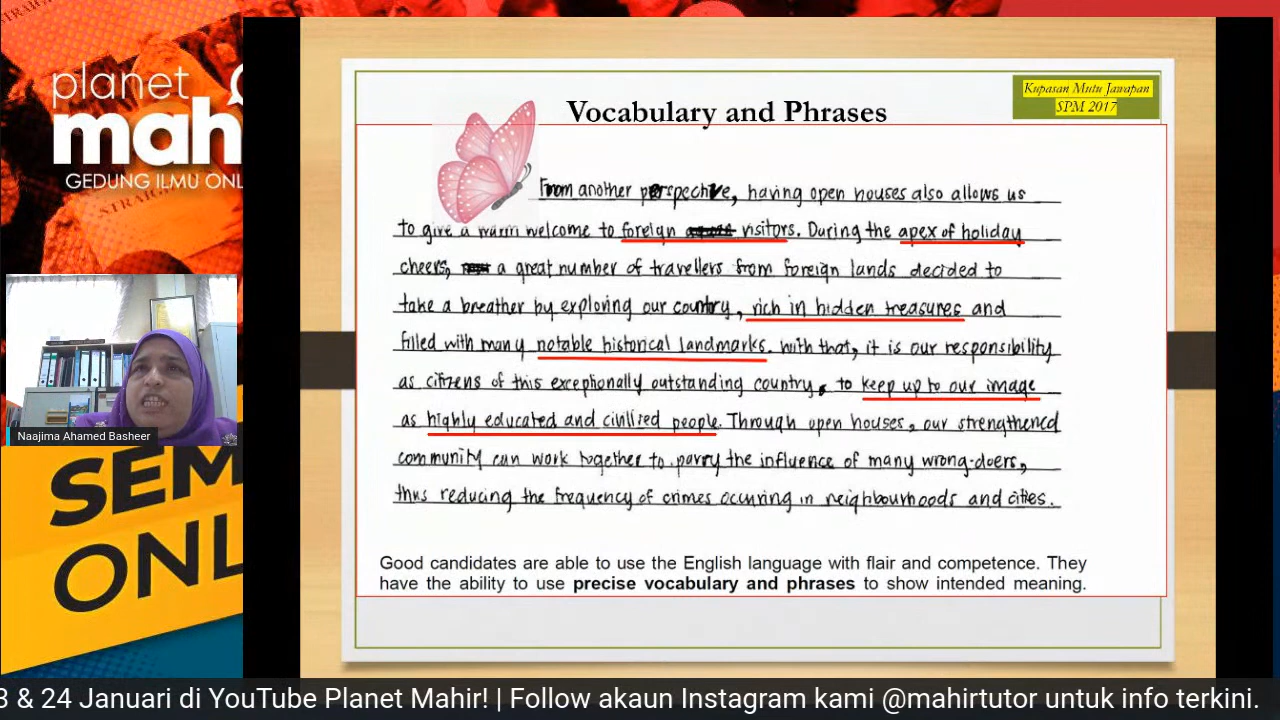 planet
mah
GEDUNG ILMU ONL
STRAW
Naajima Ahamed Basheer
SEM
ONL
Vocabulary and Phrases
Kupasan Mutu Jawapan
SPM 2017
From another perspective, having open houses also allows us
to give a warm welcome to foreign visitors. During the apex of holiday
cheers, a great number of travellers from foreign lands decided to
take a breather by exploring our country, rich in hidden treasures and
filled with many notable historical landmarks. With that, it is our responsibility
as citizens of this exceptionally outstanding country, to keep up to our image
as highly educated and civilized people. Through open houses, our strengthened
community can work together to parry the influence of many wrong-doers,
thus reducing the frequency of crimes occuring in neighbourhoods and cities.
Good candidates are able to use the English language with flair and competence. They
have the ability to use precise vocabulary and phrases to show intended meaning.
3 & 24 Januari di YouTube Planet Mahir! | Follow akaun Instagram kami @mahirtutor untuk info terkini.